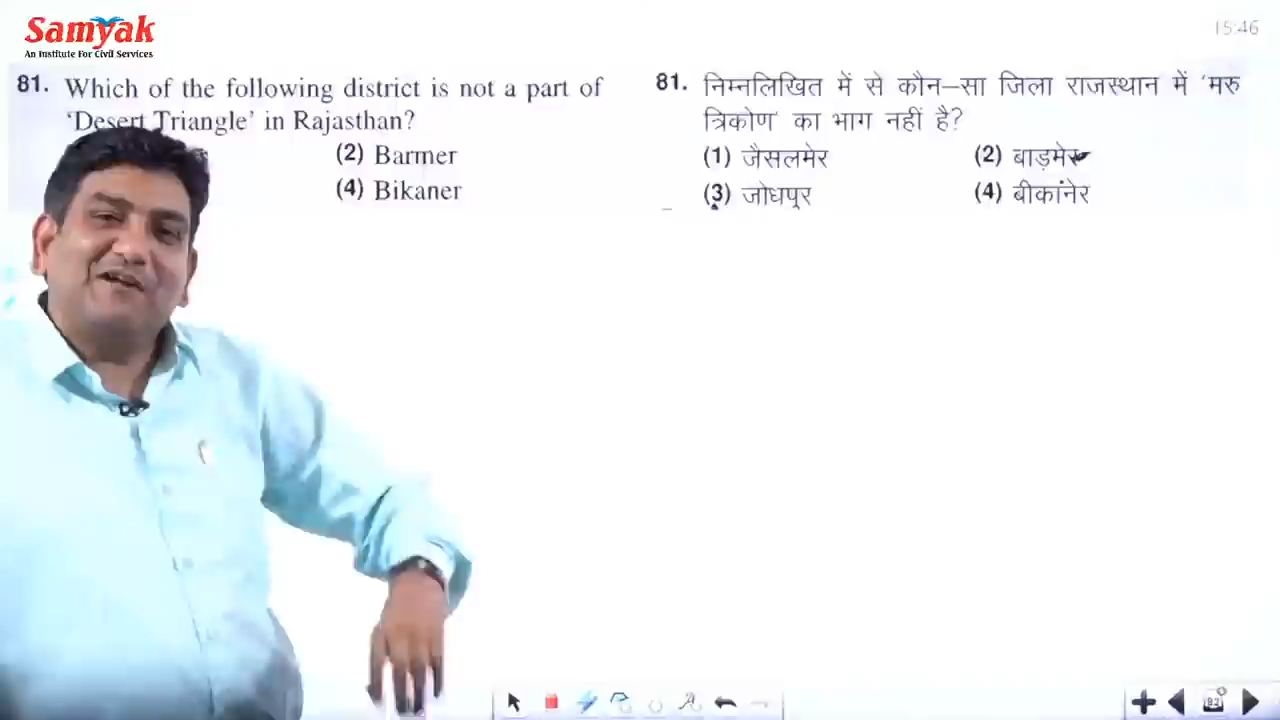 Samyak
An Institute For Civil Services
15:46
81. Which of the following district is not a part of
'Desert Triangle' in Rajasthan?
(2) Barmer
(4) Bikaner
81. निम्नलिखित में से कौन–सा जिला राजस्थान में 'मरु
त्रिकोण' का भाग नहीं है?
(1) जैसलमेर (2) बाड़मेर
(3) जोधपुर (4) बीकानेर